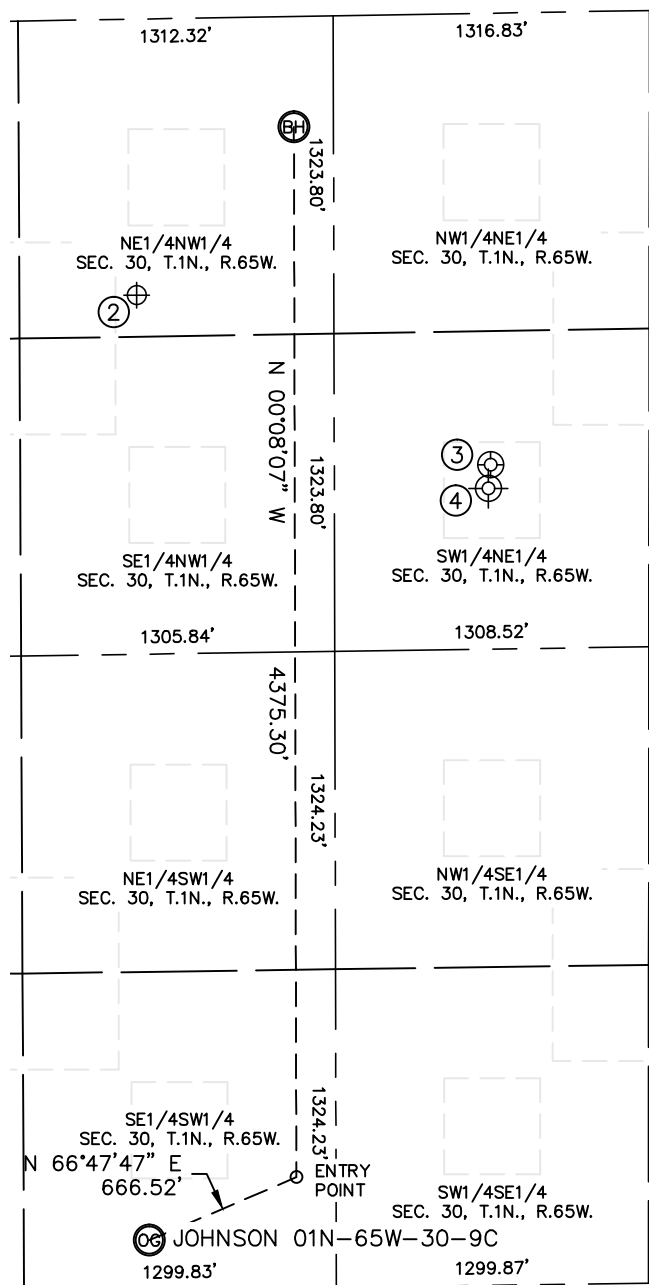 1312.32'
1316.83'
BH
1323.80'
NE1/4NW1/4
SEC. 30, T.1N., R.65W.
NW1/4NE1/4
SEC. 30, T.1N., R.65W.
2
N 00°08'07" W
1323.80'
3
4
SE1/4NW1/4
SEC. 30, T.1N., R.65W.
SW1/4NE1/4
SEC. 30, T.1N., R.65W.
1305.84'
1308.52'
4375.30'
1324.23'
NE1/4SW1/4
SEC. 30, T.1N., R.65W.
NW1/4SE1/4
SEC. 30, T.1N., R.65W.
1324.23'
SE1/4SW1/4
SEC. 30, T.1N., R.65W.
N 66°47'47" E
666.52'
ENTRY
POINT
SW1/4SE1/4
SEC. 30, T.1N., R.65W.
OG
JOHNSON 01N-65W-30-9C
1299.83'
1299.87'